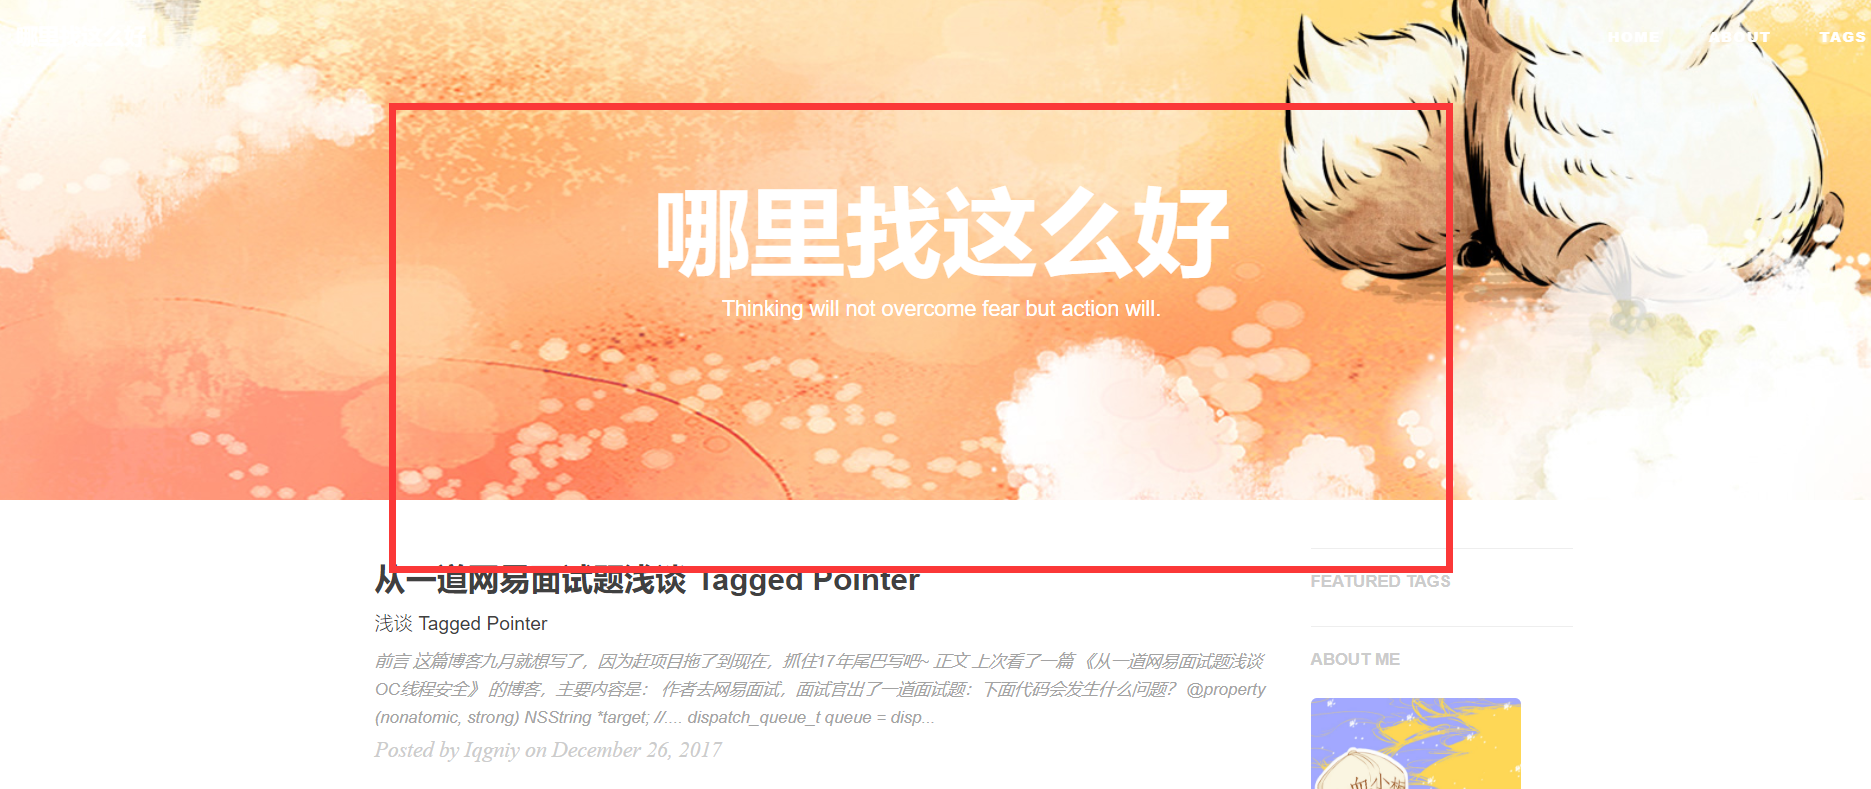 HOME ABOUT TAGS
哪里找这么好
Thinking will not overcome fear but action will.
从一道网易面试题浅谈 Tagged Pointer
浅谈 Tagged Pointer
前言 这篇博客九月就想写了，因为赶项目拖了到现在，抓住17年尾巴写吧~ 正文 上次看了一篇 《从一道网易面试题浅谈
OC线程安全》 的博客，主要内容是： 作者去网易面试，面试官出了一道面试题：下面代码会发生什么问题？ @property
(nonatomic, strong) NSString *target; //.... dispatch_queue_t queue = disp...
Posted by Iqgniy on December 26, 2017
FEATURED TAGS
ABOUT ME